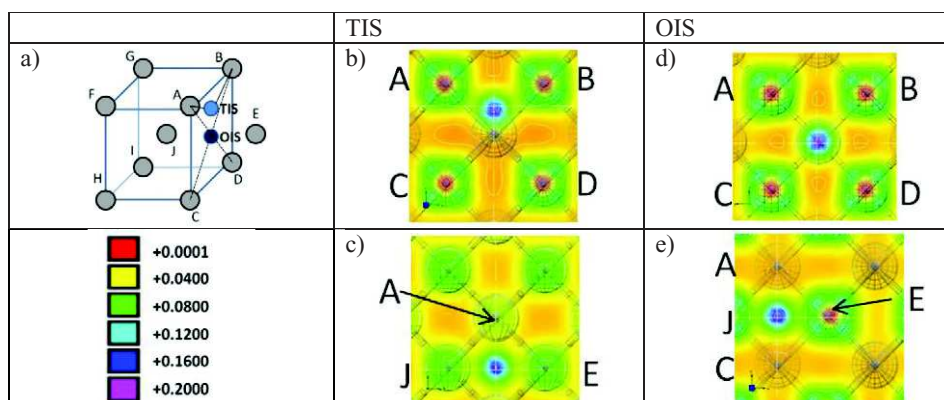 TIS OIS
a) b) d)
G B
F A TIS
E
OIS
J
I
D
H
C
A B
C D
A B
C D
+0.0001
+0.0400
+0.0800
+0.1200
+0.1600
+0.2000
c) e)
A
J E
A
E
J
C